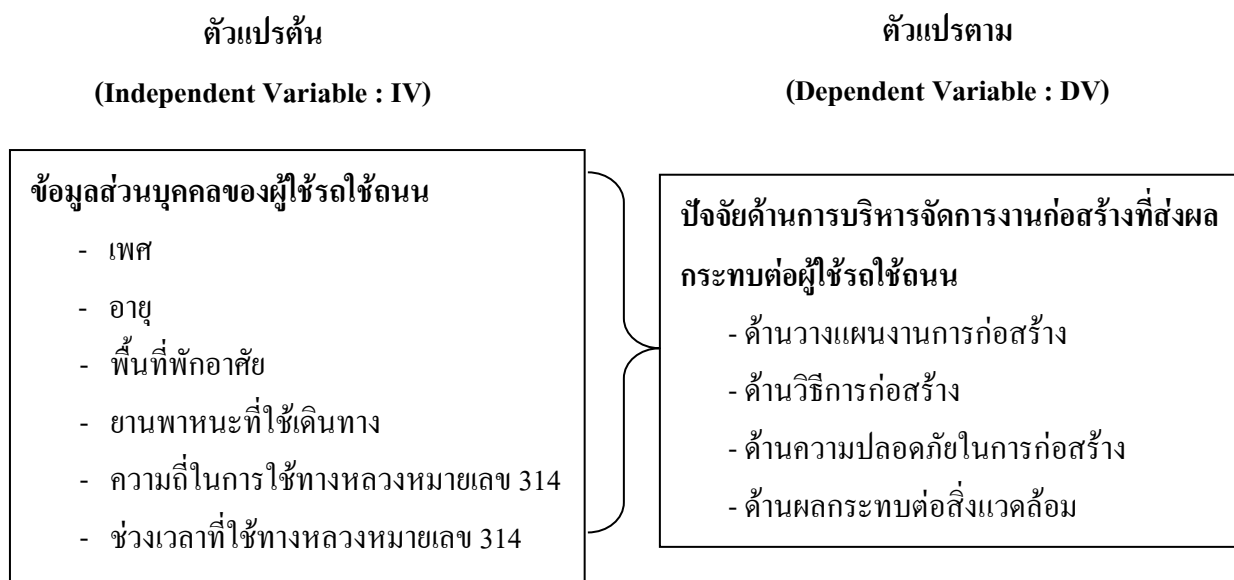 ตัวแปรต้น
(Independent Variable : IV)
ข้อมูลส่วนบุคคลของผู้ใช้รถใช้ถนน
- เพศ
- อายุ
- พื้นที่พักอาศัย
- ยานพาหนะที่ใช้เดินทาง
- ความถี่ในการใช้ทางหลวงหมายเลข 314
- ช่วงเวลาที่ใช้ทางหลวงหมายเลข 314
ตัวแปรตาม
(Dependent Variable : DV)
ปัจจัยด้านการบริหารจัดการงานก่อสร้างที่ส่งผล
กระทบต่อผู้ใช้รถใช้ถนน
- ด้านวางแผนงานการก่อสร้าง
- ด้านวิธีการก่อสร้าง
- ด้านความปลอดภัยในการก่อสร้าง
- ด้านผลกระทบต่อสิ่งแวดล้อม